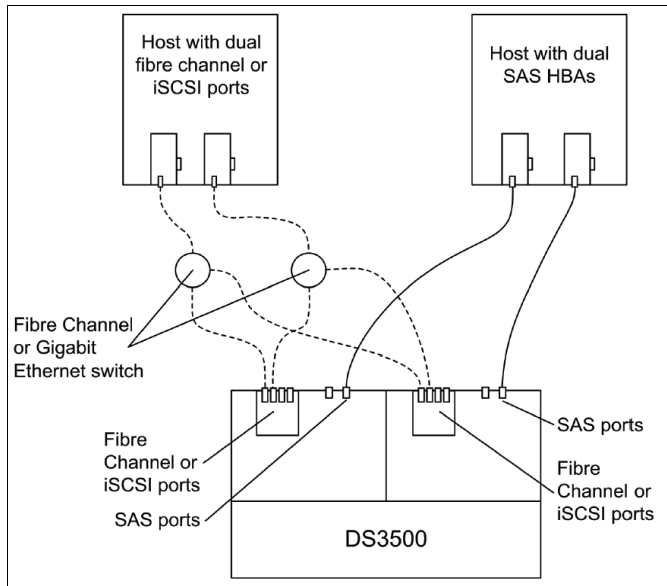 Host with dual
fibre channel or
iSCSI ports
Host with dual
SAS HBAs
Fibre Channel
or Gigabit
Ethernet switch
Fibre
Channel or
iSCSI ports
SAS ports
SAS ports
Fibre
Channel or
iSCSI ports
DS3500